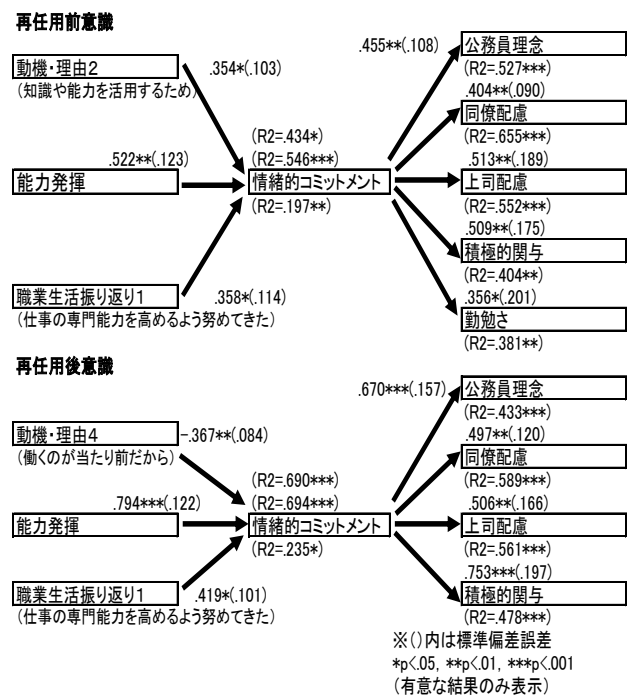 再任用前意識
.455**(.108)
公務員理念
(R2=.527***)
動機・理由2
.354*(.103)
(知識や能力を活用するため)
.404**(.090)
同僚配慮
(R2=.655***)
(R2=.434*)
.522**(.123)
(R2=.546***)
.513**(.189)
能力発揮
情緒的コミットメント
上司配慮
(R2=.197**)
(R2=.552***)
.509**(.175)
積極的関与
(R2=.404**)
職業生活振り返り1
.358*(.114)
.356*(.201)
(仕事の専門能力を高めるよう努めてきた)
勤勉さ
(R2=.381**)
再任用後意識
.670***(.157)
公務員理念
(R2=.433***)
動機・理由4
-.367**(.084)
.497**(.120)
(働くのが当たり前だから)
同僚配慮
(R2=.690***)
(R2=.589***)
.794***(.122)
(R2=.694***)
.506**(.166)
能力発揮
情緒的コミットメント
上司配慮
(R2=.235*)
(R2=.561***)
.753***(.197)
職業生活振り返り1
.419*(.101)
積極的関与
(仕事の専門能力を高めるよう努めてきた)
(R2=.478***)
※()内は標準偏差誤差
*p<.05, **p<.01, ***p<.001
(有意な結果のみ表示)